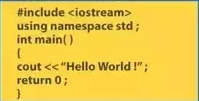 #include <iostream>
using namespace std ;
int main( )
{
cout << "Hello World !" ;
return 0 ;
}